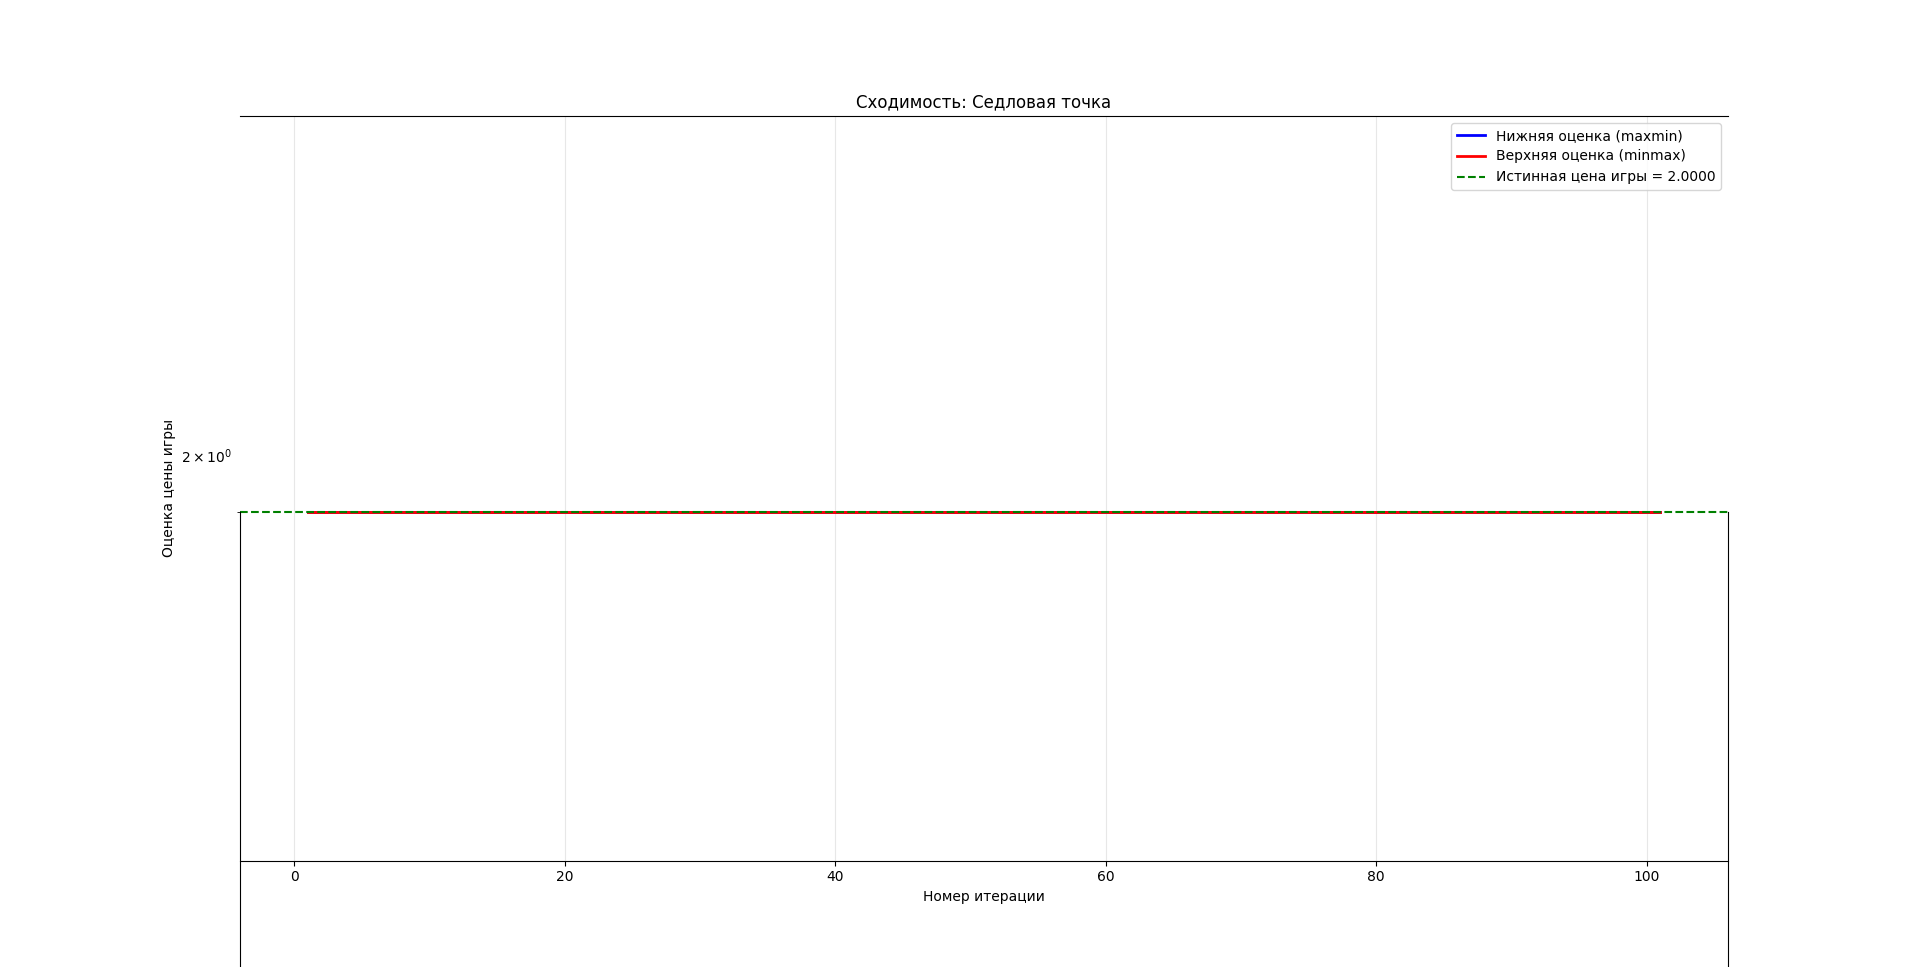 Сходимость: Седловая точка
Нижняя оценка (maxmin)
Верхняя оценка (minmax)
Истинная цена игры = 2.0000
Оценка цены игры
2 × 10⁰
0 20 40 60 80 100
Номер итерации